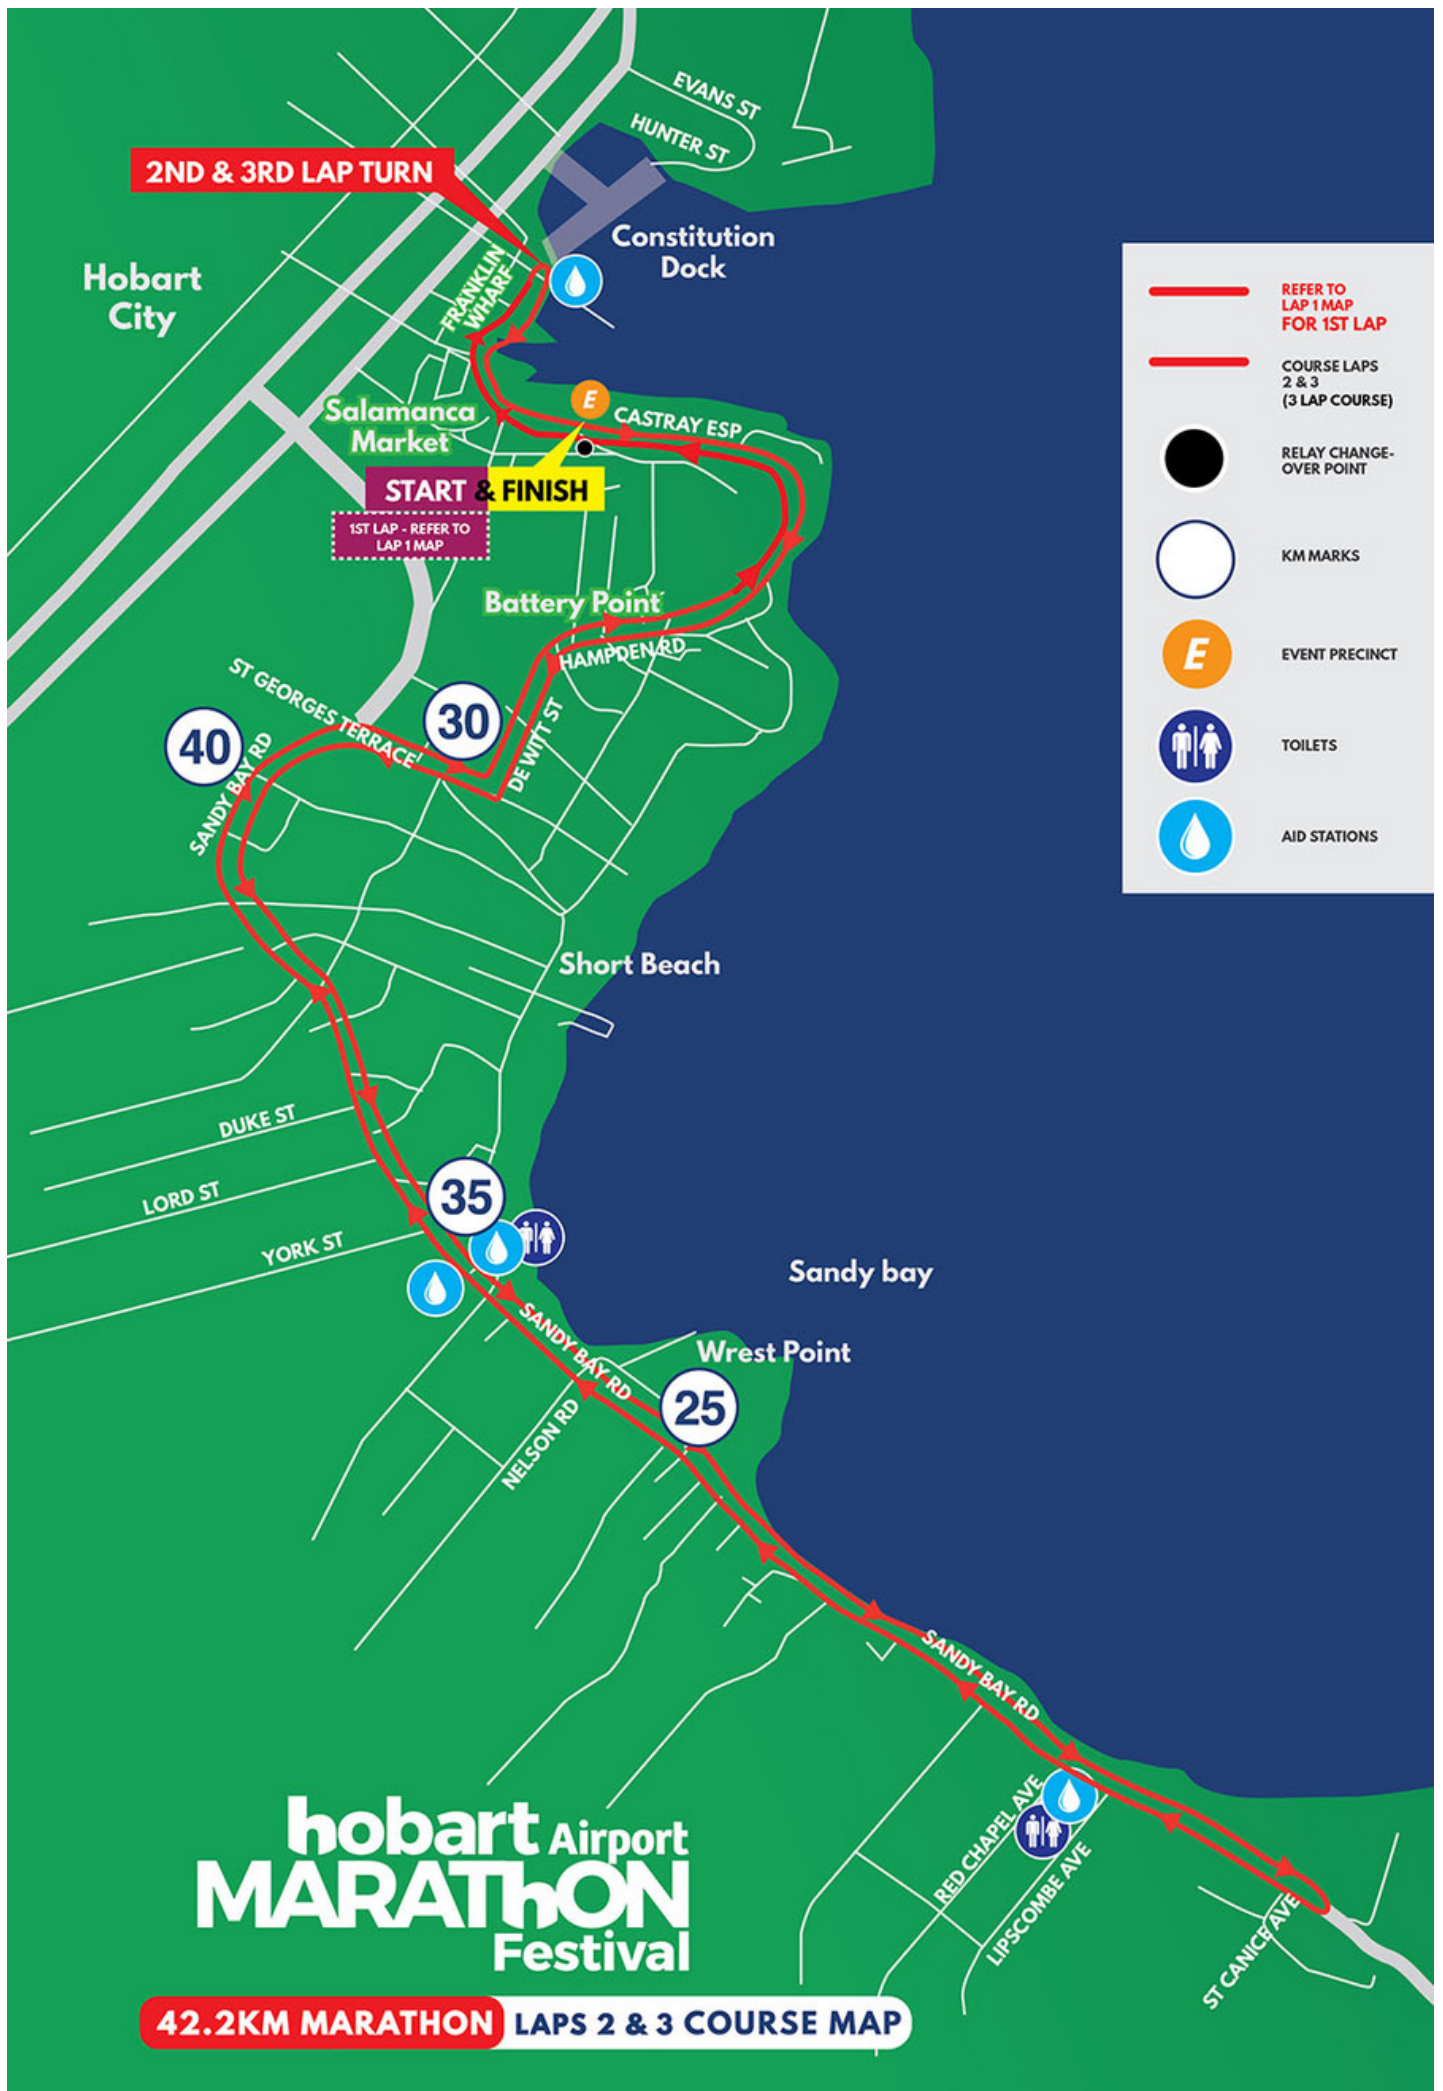 EVANS ST
HUNTER ST
2ND & 3RD LAP TURN
Constitution
Dock
Hobart
City
FRANKLIN
WHARF
REFER TO
LAP 1 MAP
FOR 1ST LAP
COURSE LAPS
2 & 3
(3 LAP COURSE)
RELAY CHANGE-
OVER POINT
KM MARKS
E
EVENT PRECINCT
TOILETS
AID STATIONS
E
CASTRAY ESP
Salamanca
Market
START & FINISH
1ST LAP - REFER TO
LAP 1 MAP
Battery Point
HAMPDEN RD
ST GEORGES TERRACE
30
40
DE WITT ST
SANDY BAY RD
Short Beach
DUKE ST
LORD ST
YORK ST
35
Sandy bay
SANDY BAY RD
Wrest Point
25
NELSON RD
SANDY BAY RD
RED CHAPEL AVE
LIPSCOMBE AVE
ST CANICE AVE
hobart Airport
MARAThON
Festival
42.2KM MARATHON LAPS 2 & 3 COURSE MAP